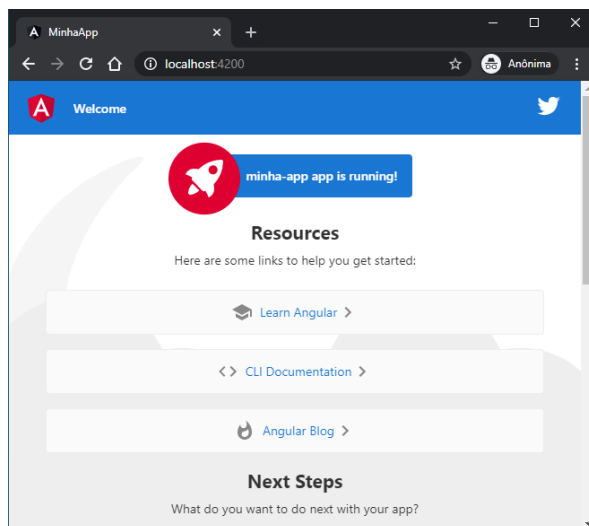 MinhaApp
localhost:4200
Anônima
Welcome
minha-app app is running!
Resources
Here are some links to help you get started:
Learn Angular
CLI Documentation
Angular Blog
Next Steps
What do you want to do next with your app?